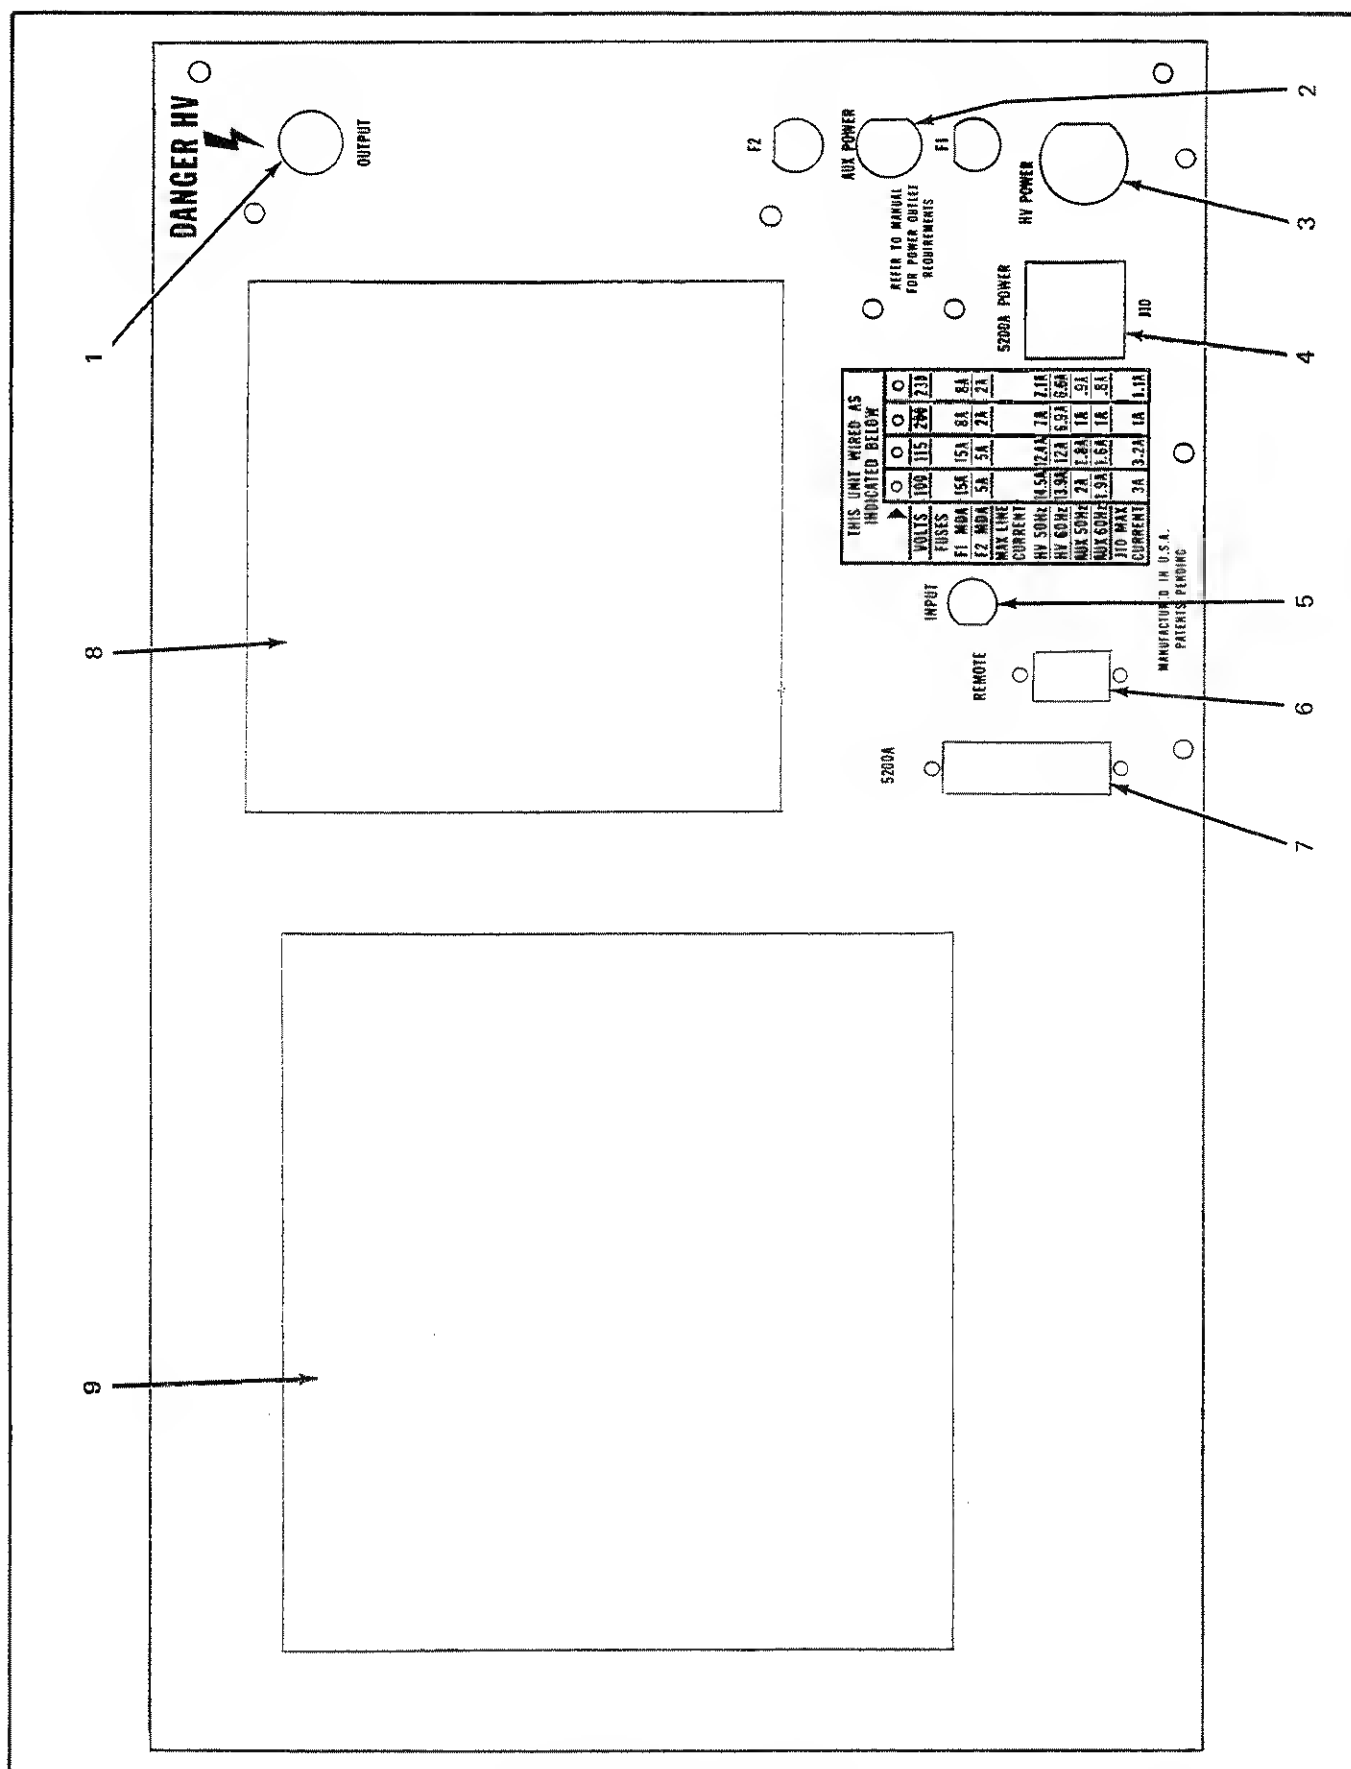 9
8
1
DANGER HV
OUTPUT
F2
AUX POWER
F1
REFER TO MANUAL
FOR POWER OUTLET
REQUIREMENTS
HV POWER
5200A POWER
J10
THIS UNIT WIRED AS
INDICATED BELOW
VOLTS 100 115 200 230
FUSES
F1 MDA 15A 15A 8A 8A
F2 MDA 5A 5A 2A 2A
MAX LINE
CURRENT
HV 50Hz 14.5A 7A 7.1A
HV 60Hz 13.9A 12A 6.9A 6.6A
AUX 50Hz 2A 1.8A 1A .9A
AUX 60Hz 1.9A 1.6A 1A .8A
J10 MAX
CURRENT 3A 3.2A 1A 1.1A
INPUT
REMOTE
5200A
MANUFACTURED IN U.S.A.
PATENTS PENDING
7
6
5
4
3
2